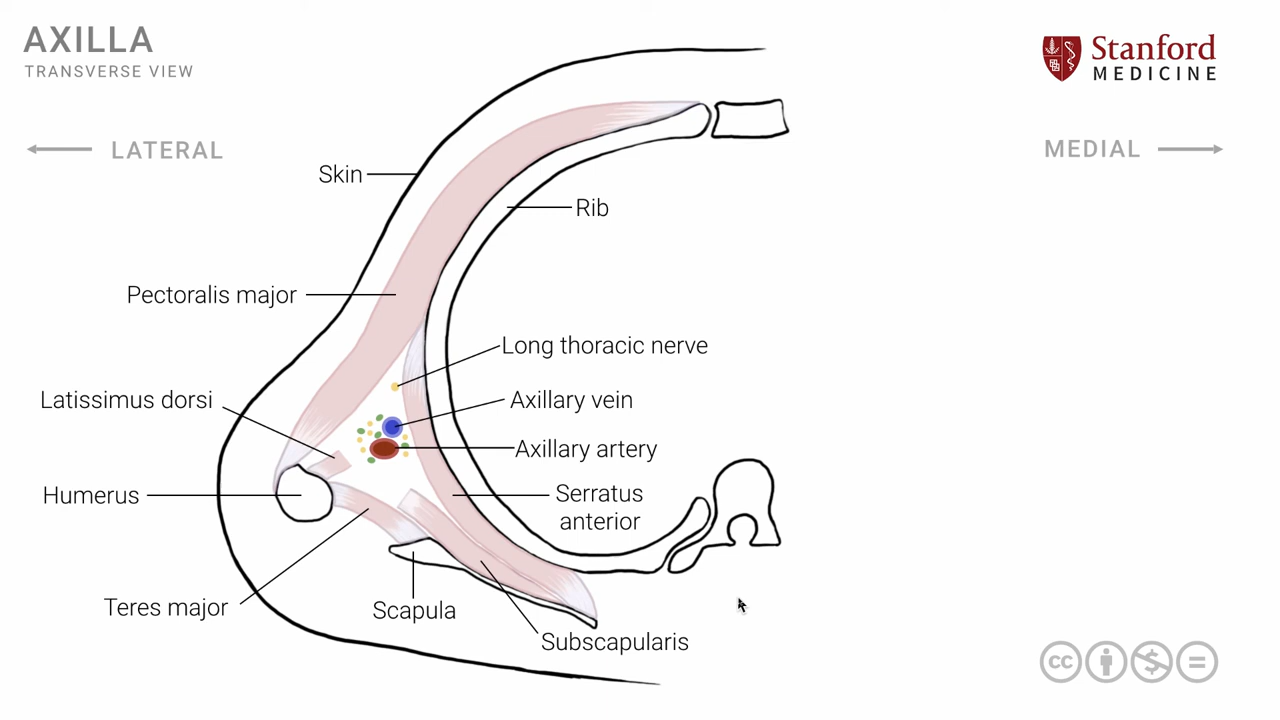 AXILLA
TRANSVERSE VIEW
Stanford
MEDICINE
LATERAL
MEDIAL
Skin
Rib
Pectoralis major
Long thoracic nerve
Latissimus dorsi
Axillary vein
Axillary artery
Humerus
Serratus
anterior
Teres major
Scapula
Subscapularis
cc